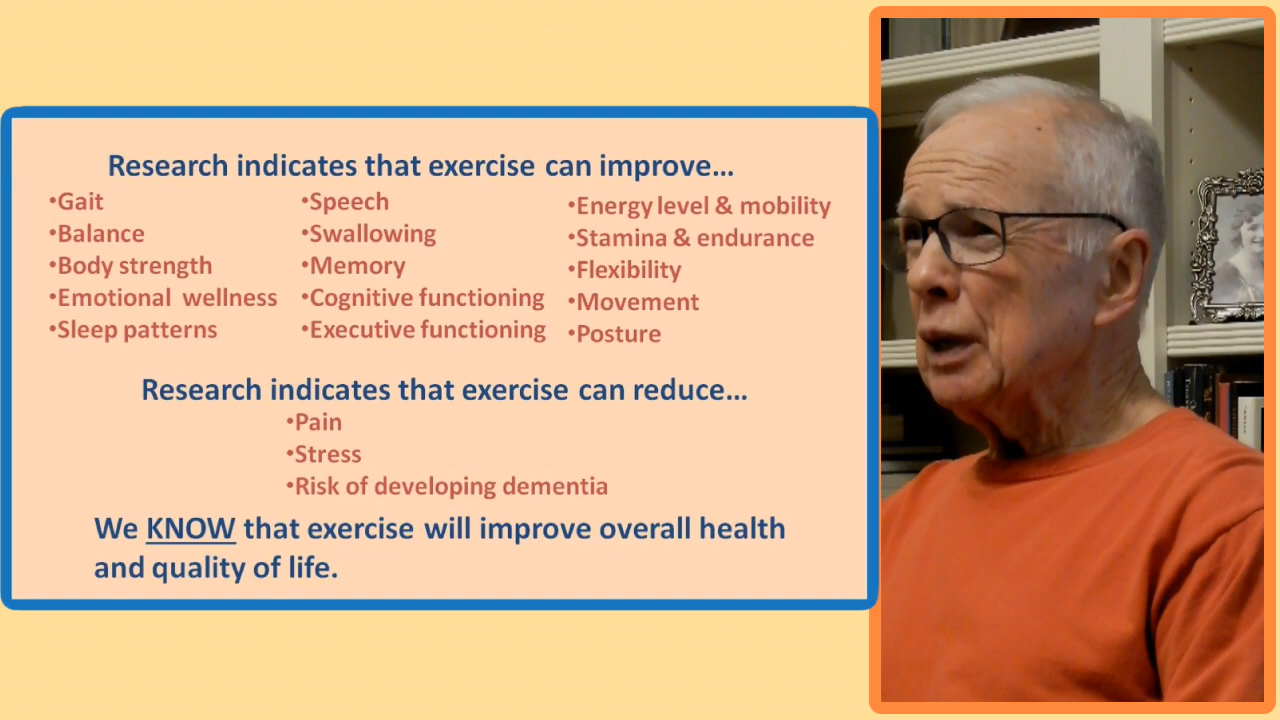 Research indicates that exercise can improve...
•Gait
•Balance
•Body strength
•Emotional wellness
•Sleep patterns
•Speech
•Swallowing
•Memory
•Cognitive functioning
•Executive functioning
•Energy level & mobility
•Stamina & endurance
•Flexibility
•Movement
•Posture
Research indicates that exercise can reduce...
•Pain
•Stress
•Risk of developing dementia
We KNOW that exercise will improve overall health
and quality of life.